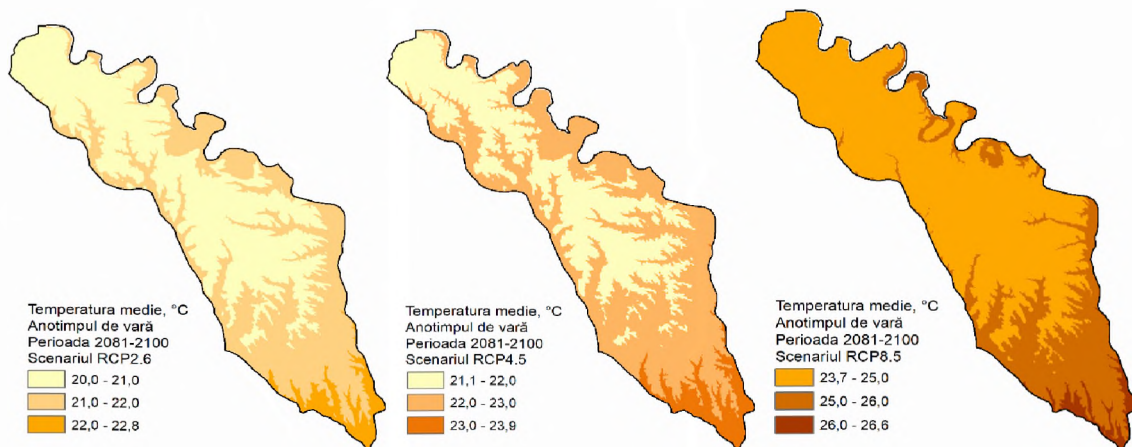 Temperatura medie, °C
Anotimpul de vară
Perioada 2081-2100
Scenariul RCP2.6
20,0 - 21,0
21,0 - 22,0
22,0 - 22,8
Temperatura medie, °C
Anotimpul de vară
Perioada 2081-2100
Scenariul RCP4.5
21,1 - 22,0
22,0 - 23,0
23,0 - 23,9
Temperatura medie, °C
Anotimpul de vară
Perioada 2081-2100
Scenariul RCP8.5
23,7 - 25,0
25,0 - 26,0
26,0 - 26,6